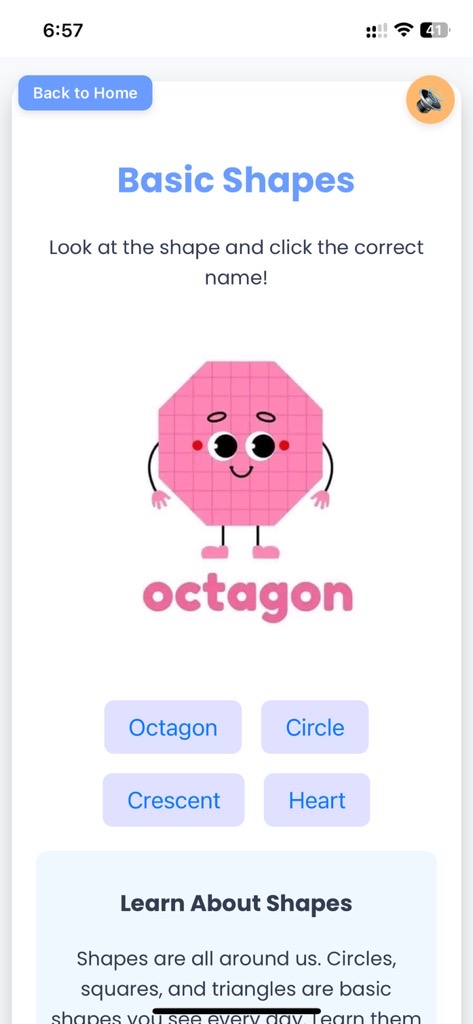 6:57
41
Back to Home
Basic Shapes
Look at the shape and click the correct
name!
octagon
Octagon
Circle
Crescent
Heart
Learn About Shapes
Shapes are all around us. Circles,
squares, and triangles are basic
shapes you see every day. Learn them